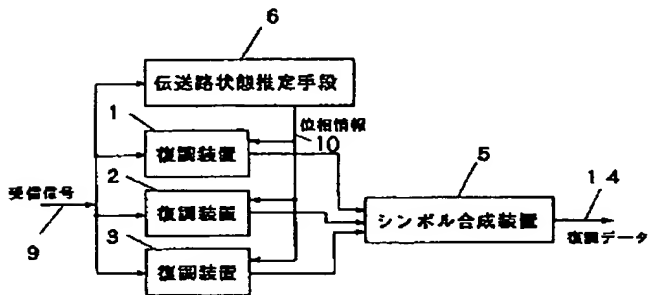 6
伝送路状態推定手段
1
位相情報
10
復調装置
5
14
受信信号
2
復調装置
シンボル合成装置
9
3
復調データ
復調装置